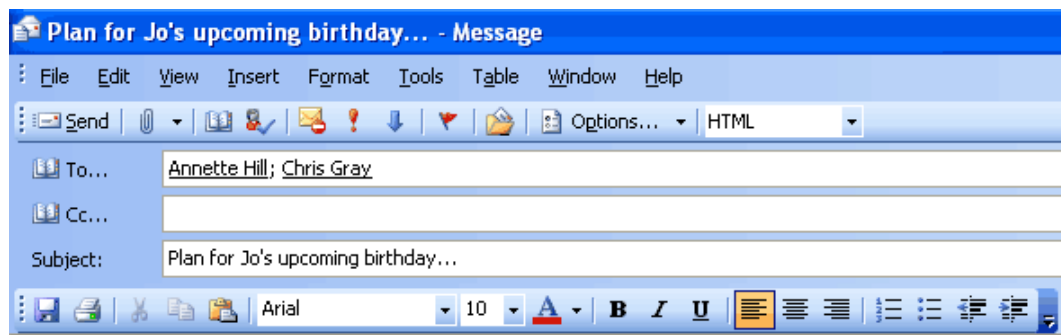 Plan for Jo's upcoming birthday... - Message
File Edit View Insert Format Tools Table Window Help
Send Options... HTML
To... Annette Hill; Chris Gray
Cc...
Subject: Plan for Jo's upcoming birthday...
Arial 10 A B I U